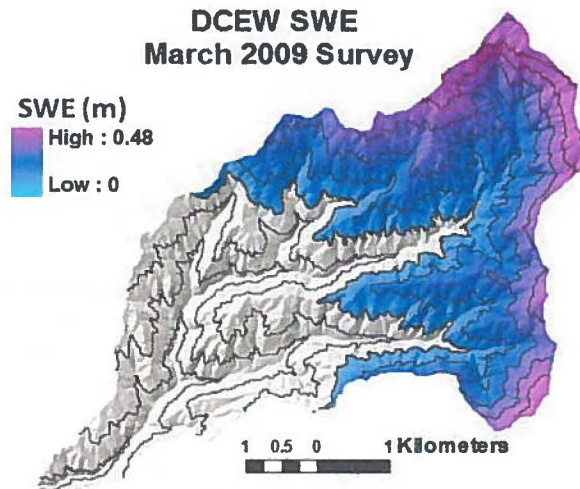 DCEW SWE
March 2009 Survey
SWE (m)
High : 0.48
Low : 0
1 0.5 0 1 Kilometers